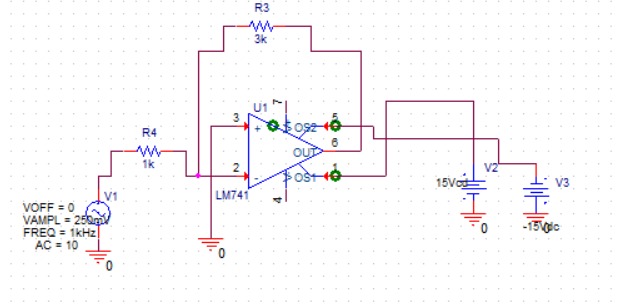 R3
3k
U1
7
3
+
OS2
5
R4
1k
OUT
6
2
-
OS1
1
LM741
4
V1
VOFF = 0
VAMPL = 250mV
FREQ = 1kHz
AC = 10
0
0
V2
15Vdc
0
V3
-15Vdc
0